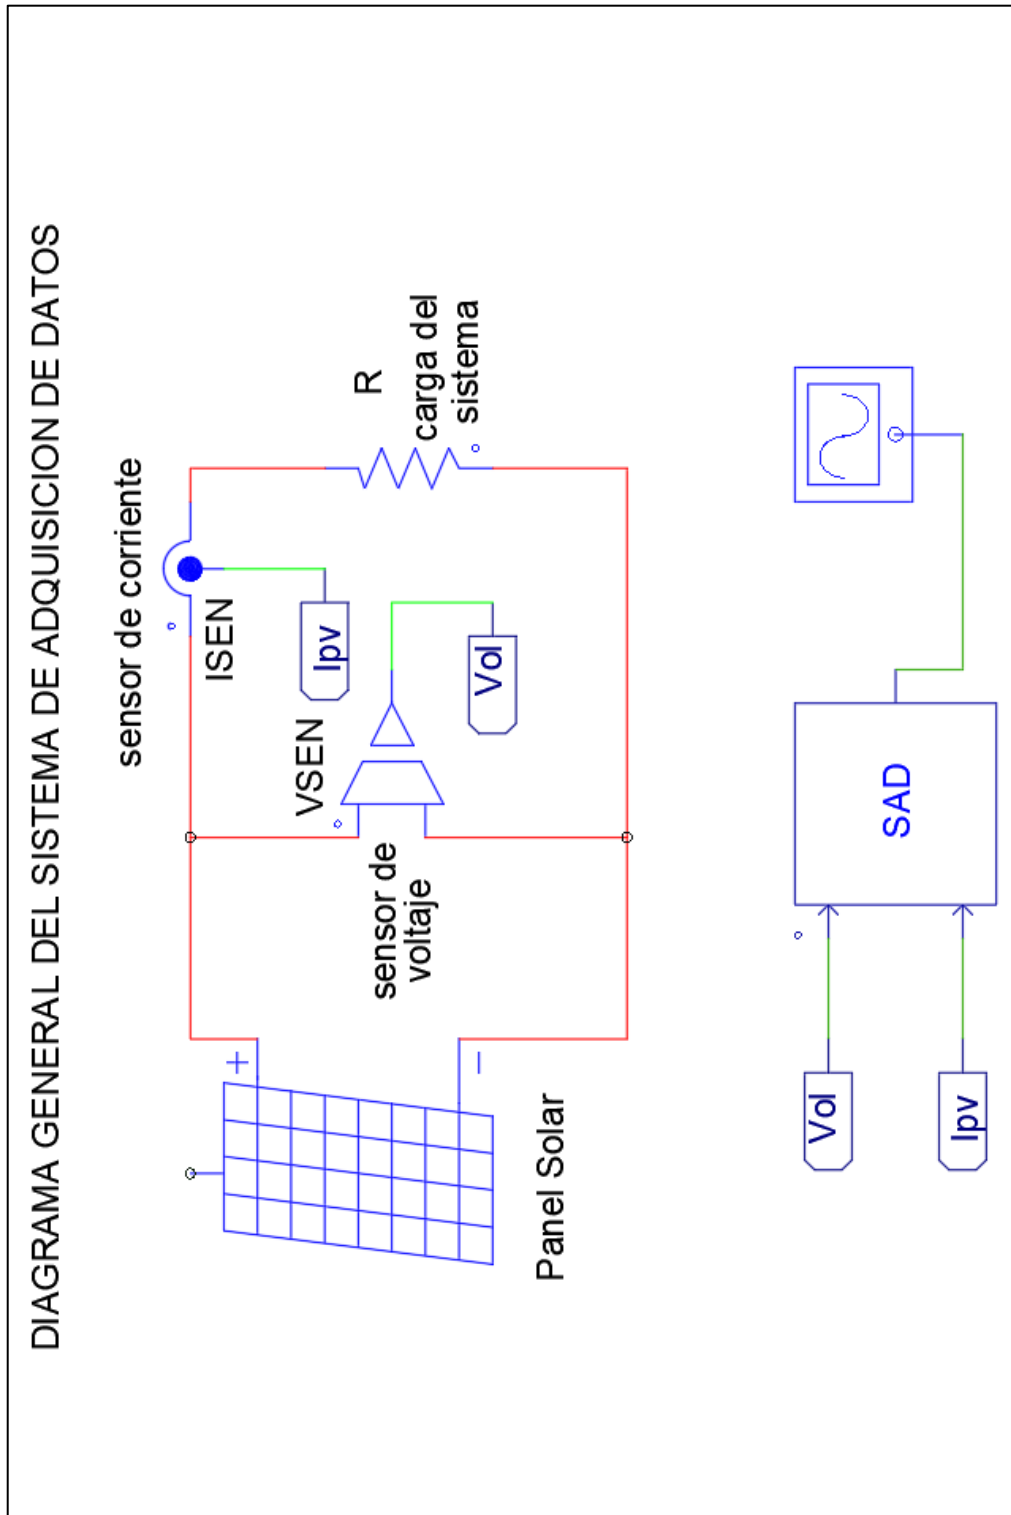 DIAGRAMA GENERAL DEL SISTEMA DE ADQUISICION DE DATOS
sensor de corriente
ISEN
Ipv
R
carga del
sistema
VSEN
Vol
sensor de
voltaje
+
−
Panel Solar
Vol
Ipv
SAD